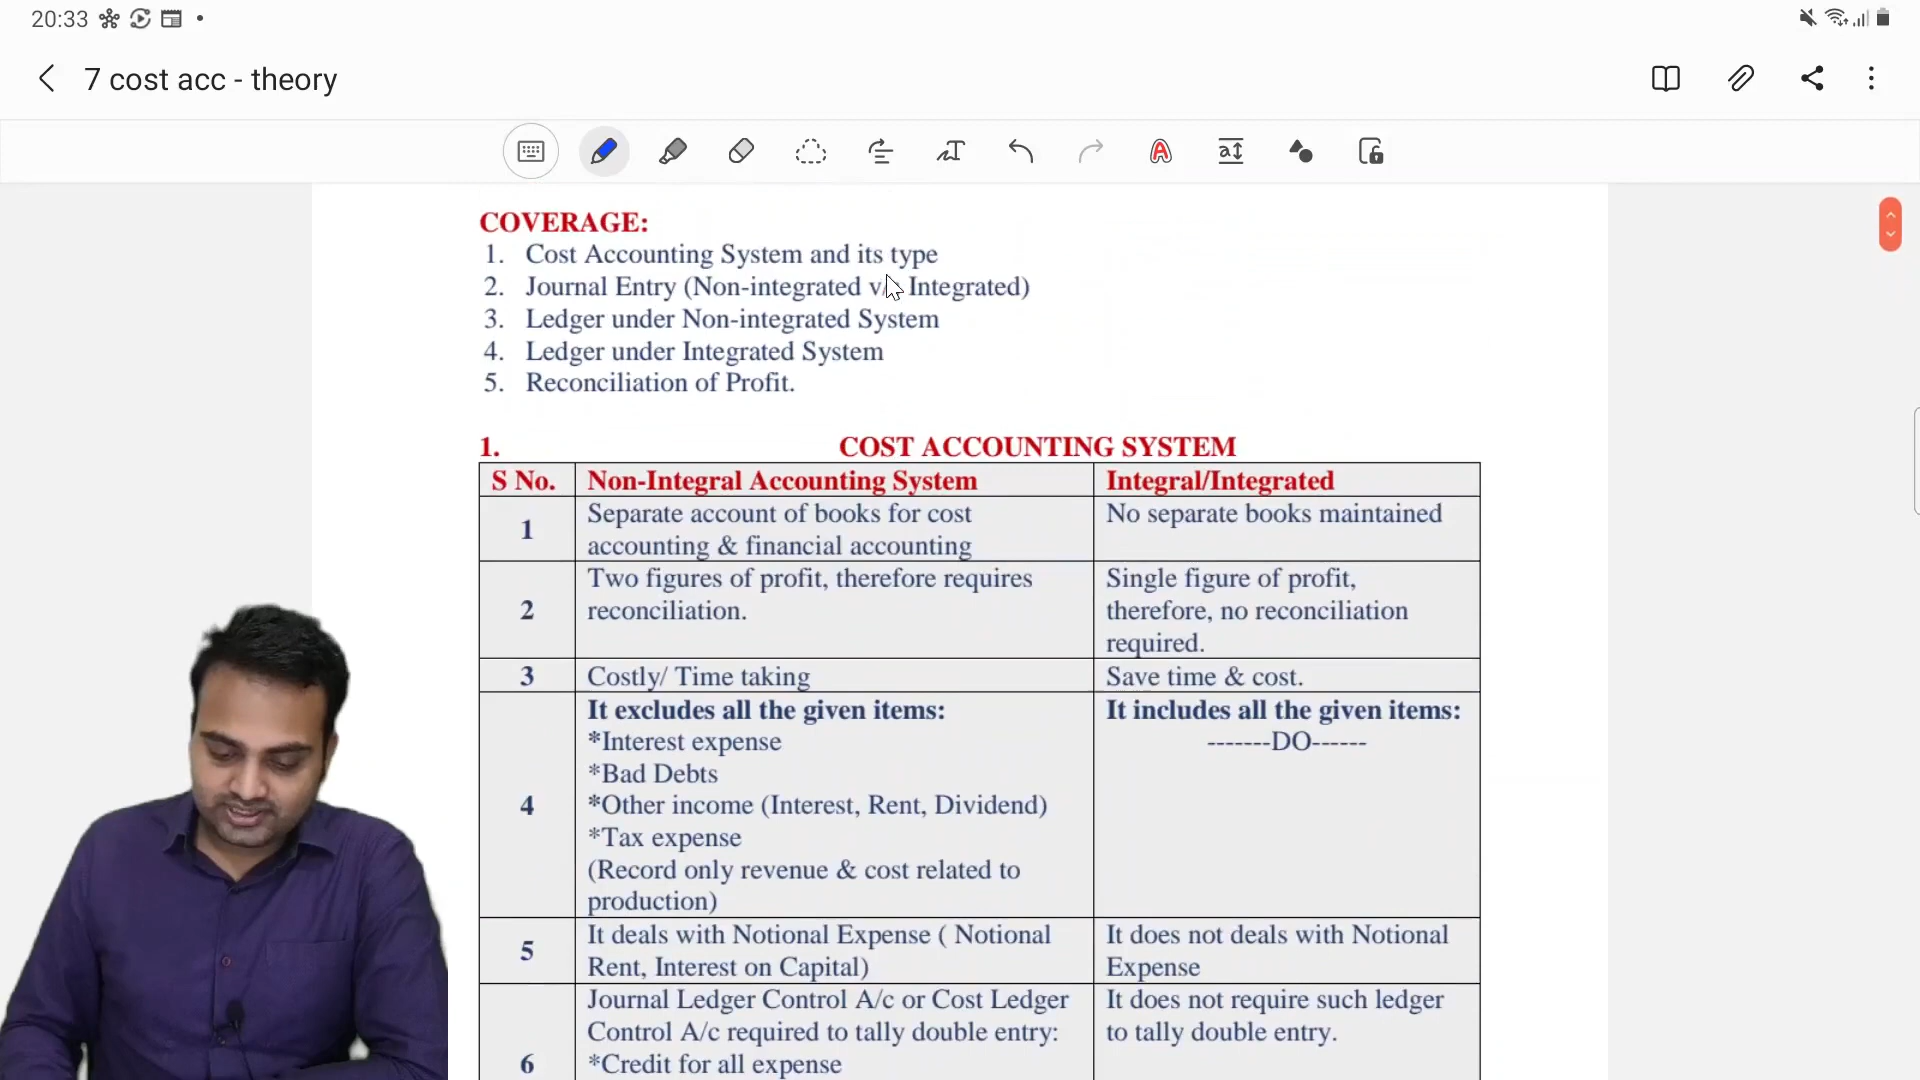 20:33
7 cost acc - theory
COVERAGE:
1. Cost Accounting System and its type
2. Journal Entry (Non-integrated v/ Integrated)
3. Ledger under Non-integrated System
4. Ledger under Integrated System
5. Reconciliation of Profit.
1. COST ACCOUNTING SYSTEM
S No. Non-Integral Accounting System Integral/Integrated
1 Separate account of books for cost accounting & financial accounting No separate books maintained
2 Two figures of profit, therefore requires reconciliation. Single figure of profit, therefore, no reconciliation required.
3 Costly/ Time taking Save time & cost.
4 It excludes all the given items: It includes all the given items:
*Interest expense -------DO------
*Bad Debts
*Other income (Interest, Rent, Dividend)
*Tax expense
(Record only revenue & cost related to
production)
5 It deals with Notional Expense ( Notional Rent, Interest on Capital) It does not deals with Notional Expense
6 Journal Ledger Control A/c or Cost Ledger Control A/c required to tally double entry: It does not require such ledger to tally double entry.
*Credit for all expense